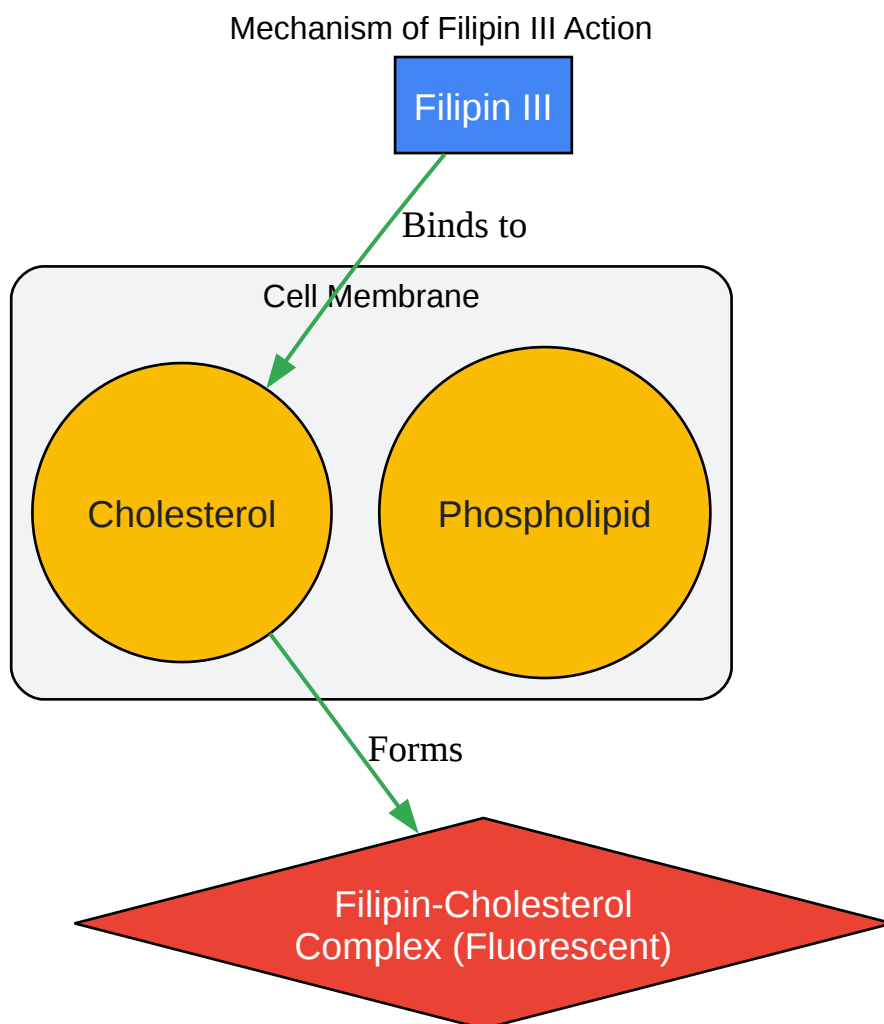 Mechanism of Filipin III Action
Filipin III
Binds to
Cell Membrane
Cholesterol
Phospholipid
Forms
Filipin-Cholesterol
Complex (Fluorescent)